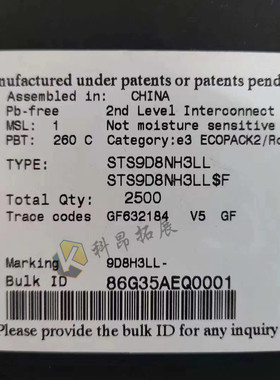 nufactured under patents or patents pend
Assembled in: CHINA
Pb-free 2nd Level Interconnect
MSL: 1 Not moisture sensitive
PBT: 260 C Category:e3 ECOPACK2/Ro
TYPE: STS9D8NH3LL
STS9D8NH3LL$F
Total Qty: 2500
Trace codes GF632184 V5 GF
科昂拓展
Marking 9D8H3LL-
Bulk ID 86G35AEQ0001
Please provide the bulk ID for any inquiry